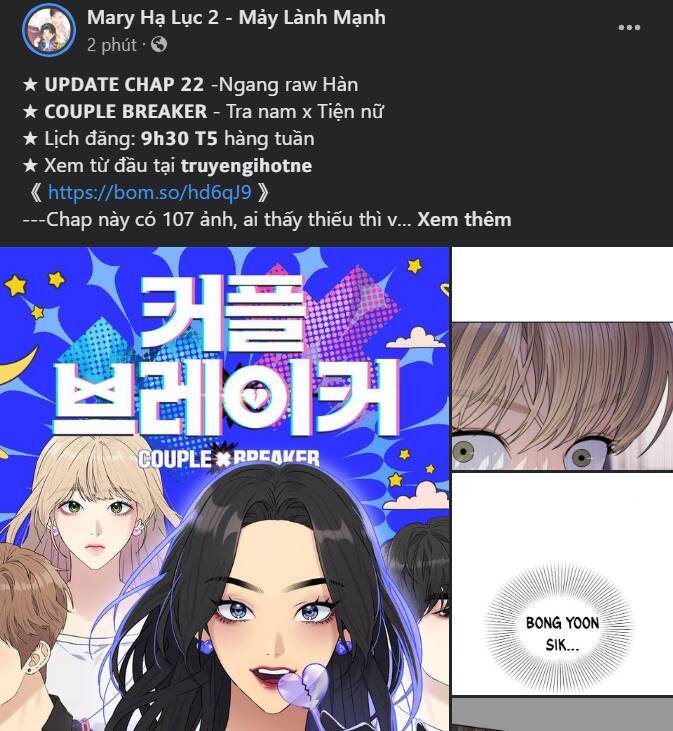 Mary Hạ Lục 2 - Mảy Lành Mạnh
2 phút ·
★ UPDATE CHAP 22 -Ngang raw Hàn
★ COUPLE BREAKER - Tra nam x Tiện nữ
★ Lịch đăng: 9h30 T5 hàng tuần
★ Xem từ đầu tại truyengihotne
《 https://bom.so/hd6qJ9 》
---Chap này có 107 ảnh, ai thấy thiếu thì v... Xem thêm
커플
브레이커
COUPLE ✖ BREAKER
BONG YOON
SIK...